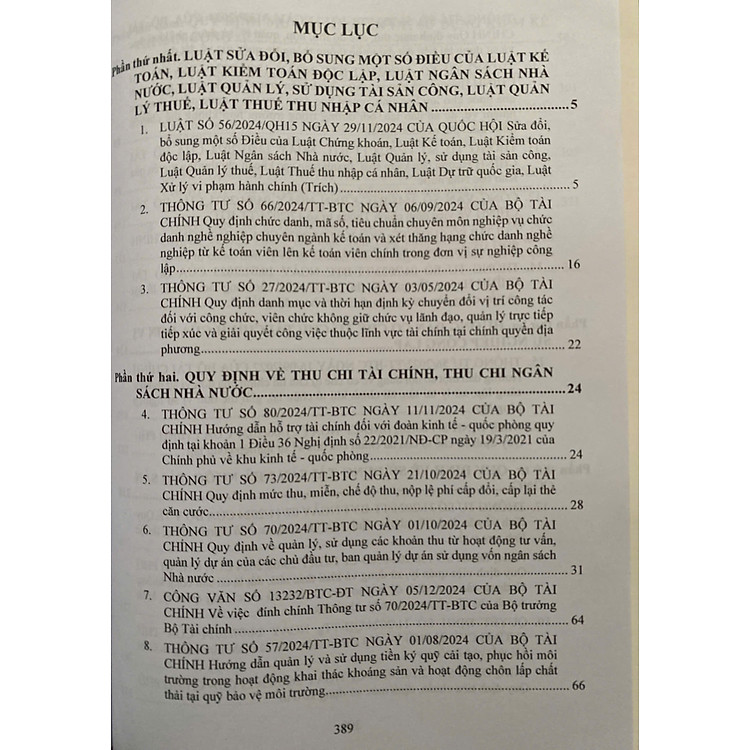 MỤC LỤC
Phần thứ nhất. LUẬT SỬA ĐỔI, BỔ SUNG MỘT SỐ ĐIỀU CỦA LUẬT KẾ
TOÁN, LUẬT KIỂM TOÁN ĐỘC LẬP, LUẬT NGÂN SÁCH NHÀ
NƯỚC, LUẬT QUẢN LÝ, SỬ DỤNG TÀI SẢN CÔNG, LUẬT QUẢN
LÝ THUẾ, LUẬT THUẾ THU NHẬP CÁ NHÂN ..................................5
1. LUẬT SỐ 56/2024/QH15 NGÀY 29/11/2024 CỦA QUỐC HỘI Sửa đổi,
bổ sung một số Điều của Luật Chứng khoán, Luật Kế toán, Luật Kiểm toán
độc lập, Luật Ngân sách Nhà nước, Luật Quản lý, sử dụng tài sản công,
Luật Quản lý thuế, Luật Thuế thu nhập cá nhân, Luật Dự trữ quốc gia, Luật
Xử lý vi phạm hành chính (Trích)............................................................5
2. THÔNG TƯ SỐ 66/2024/TT-BTC NGÀY 06/09/2024 CỦA BỘ TÀI
CHÍNH Quy định chức danh, mã số, tiêu chuẩn chuyên môn nghiệp vụ chức
danh nghề nghiệp chuyên ngành kế toán và xét thăng hạng chức danh nghề
nghiệp từ kế toán viên lên kế toán viên chính trong đơn vị sự nghiệp công
lập..............................................................................................16
3. THÔNG TƯ SỐ 27/2024/TT-BTC NGÀY 03/05/2024 CỦA BỘ TÀI
CHÍNH Quy định danh mục và thời hạn định kỳ chuyển đổi vị trí công tác
đối với công chức, viên chức không giữ chức vụ lãnh đạo, quản lý trực tiếp
tiếp xúc và giải quyết công việc thuộc lĩnh vực tài chính tại chính quyền địa
phương........................................................................................22
Phần thứ hai. QUY ĐỊNH VỀ THU CHI TÀI CHÍNH, THU CHI NGÂN
SÁCH NHÀ NƯỚC...........................................................................24
4. THÔNG TƯ SỐ 80/2024/TT-BTC NGÀY 11/11/2024 CỦA BỘ TÀI
CHÍNH Hướng dẫn hỗ trợ tài chính đối với đoàn kinh tế - quốc phòng quy
định tại khoản 1 Điều 36 Nghị định số 22/2021/NĐ-CP ngày 19/3/2021 của
Chính phủ về khu kinh tế - quốc phòng..................................................24
5. THÔNG TƯ SỐ 73/2024/TT-BTC NGÀY 21/10/2024 CỦA BỘ TÀI
CHÍNH Quy định mức thu, miễn, chế độ thu, nộp lệ phí cấp đổi, cấp lại thẻ
căn cước......................................................................................28
6. THÔNG TƯ SỐ 70/2024/TT-BTC NGÀY 01/10/2024 CỦA BỘ TÀI
CHÍNH Quy định về quản lý, sử dụng các khoản thu từ hoạt động tư vấn,
quản lý dự án của các chủ đầu tư, ban quản lý dự án sử dụng vốn ngân sách
Nhà nước.....................................................................................31
7. CÔNG VĂN SỐ 13232/BTC-ĐT NGÀY 05/12/2024 CỦA BỘ TÀI
CHÍNH Về việc đính chính Thông tư số 70/2024/TT-BTC của Bộ trưởng
Bộ Tài chính.................................................................................64
8. THÔNG TƯ SỐ 57/2024/TT-BTC NGÀY 01/08/2024 CỦA BỘ TÀI
CHÍNH Hướng dẫn quản lý và sử dụng tiền ký quỹ cải tạo, phục hồi môi
trường trong hoạt động khai thác khoáng sản và hoạt động chôn lấp chất
thải tại quỹ bảo vệ môi trường.............................................................66
389